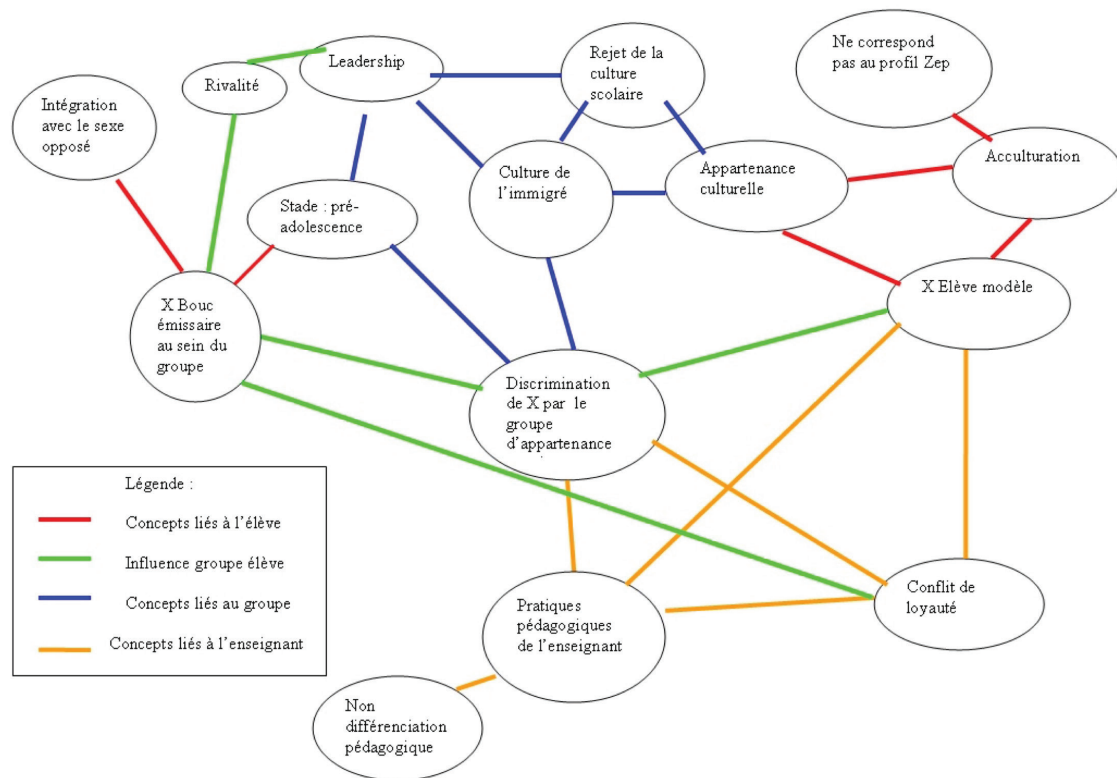 Leadership
Rivalité
Rejet de la
culture
scolaire
Ne correspond
pas au profil Zep
Intégration
avec le sexe
opposé
Culture de
l’immigré
Appartenance
culturelle
Acculturation
Stade : pré-
adolescence
X Bouc
émissaire
au sein du
groupe
X Elève modèle
Discrimination
de X par le
groupe
d’appartenance
Légende :
Concepts liés à l’élève
Influence groupe élève
Concepts liés au groupe
Concepts liés à l’enseignant
Pratiques
pédagogiques
de l’enseignant
Conflit de
loyauté
Non
différenciation
pédagogique